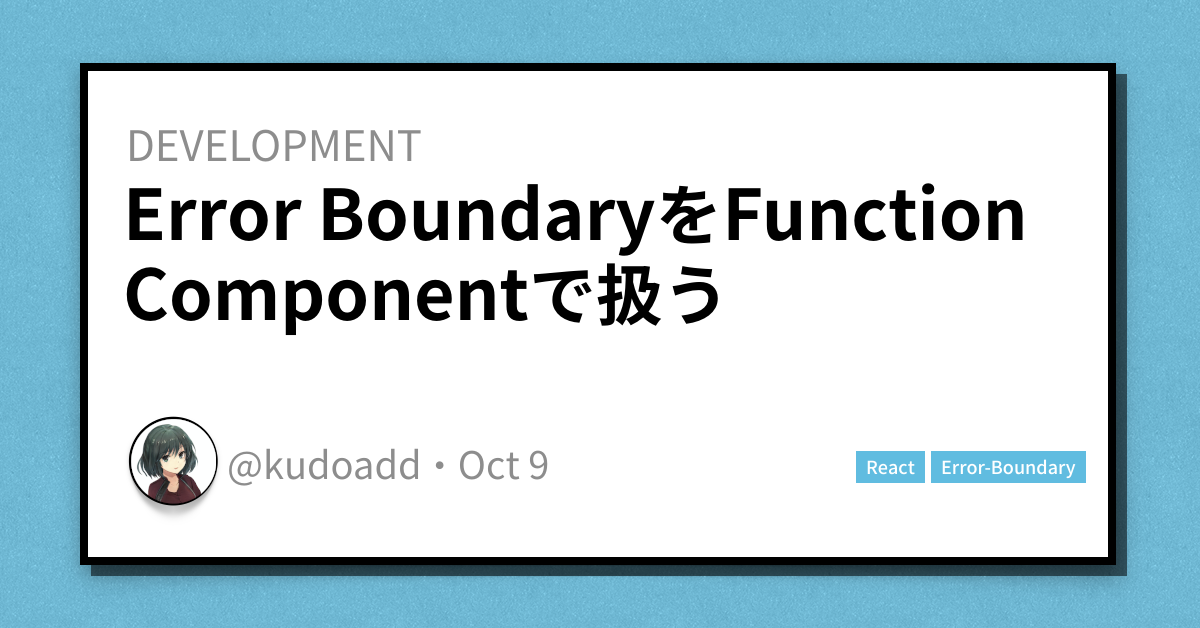 DEVELOPMENT
Error BoundaryをFunction
Componentで扱う
@kudoadd・Oct 9
React
Error-Boundary